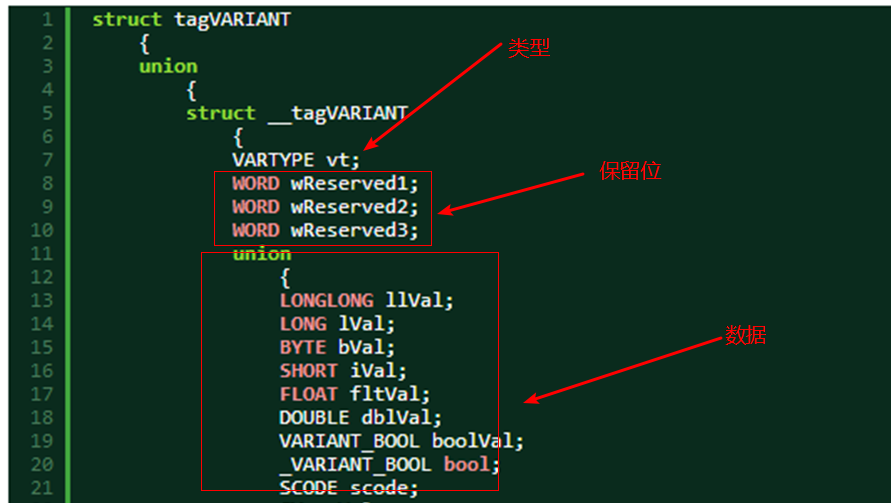 1 struct tagVARIANT
2 {
3 union
4 {
5 struct __tagVARIANT
6 {
7 VARTYPE vt;
8 WORD wReserved1;
9 WORD wReserved2;
10 WORD wReserved3;
11 union
12 {
13 LONGLONG llVal;
14 LONG lVal;
15 BYTE bVal;
16 SHORT iVal;
17 FLOAT fltVal;
18 DOUBLE dblVal;
19 VARIANT_BOOL boolVal;
20 _VARIANT_BOOL bool;
21 SCODE scode;
类型
保留位
数据